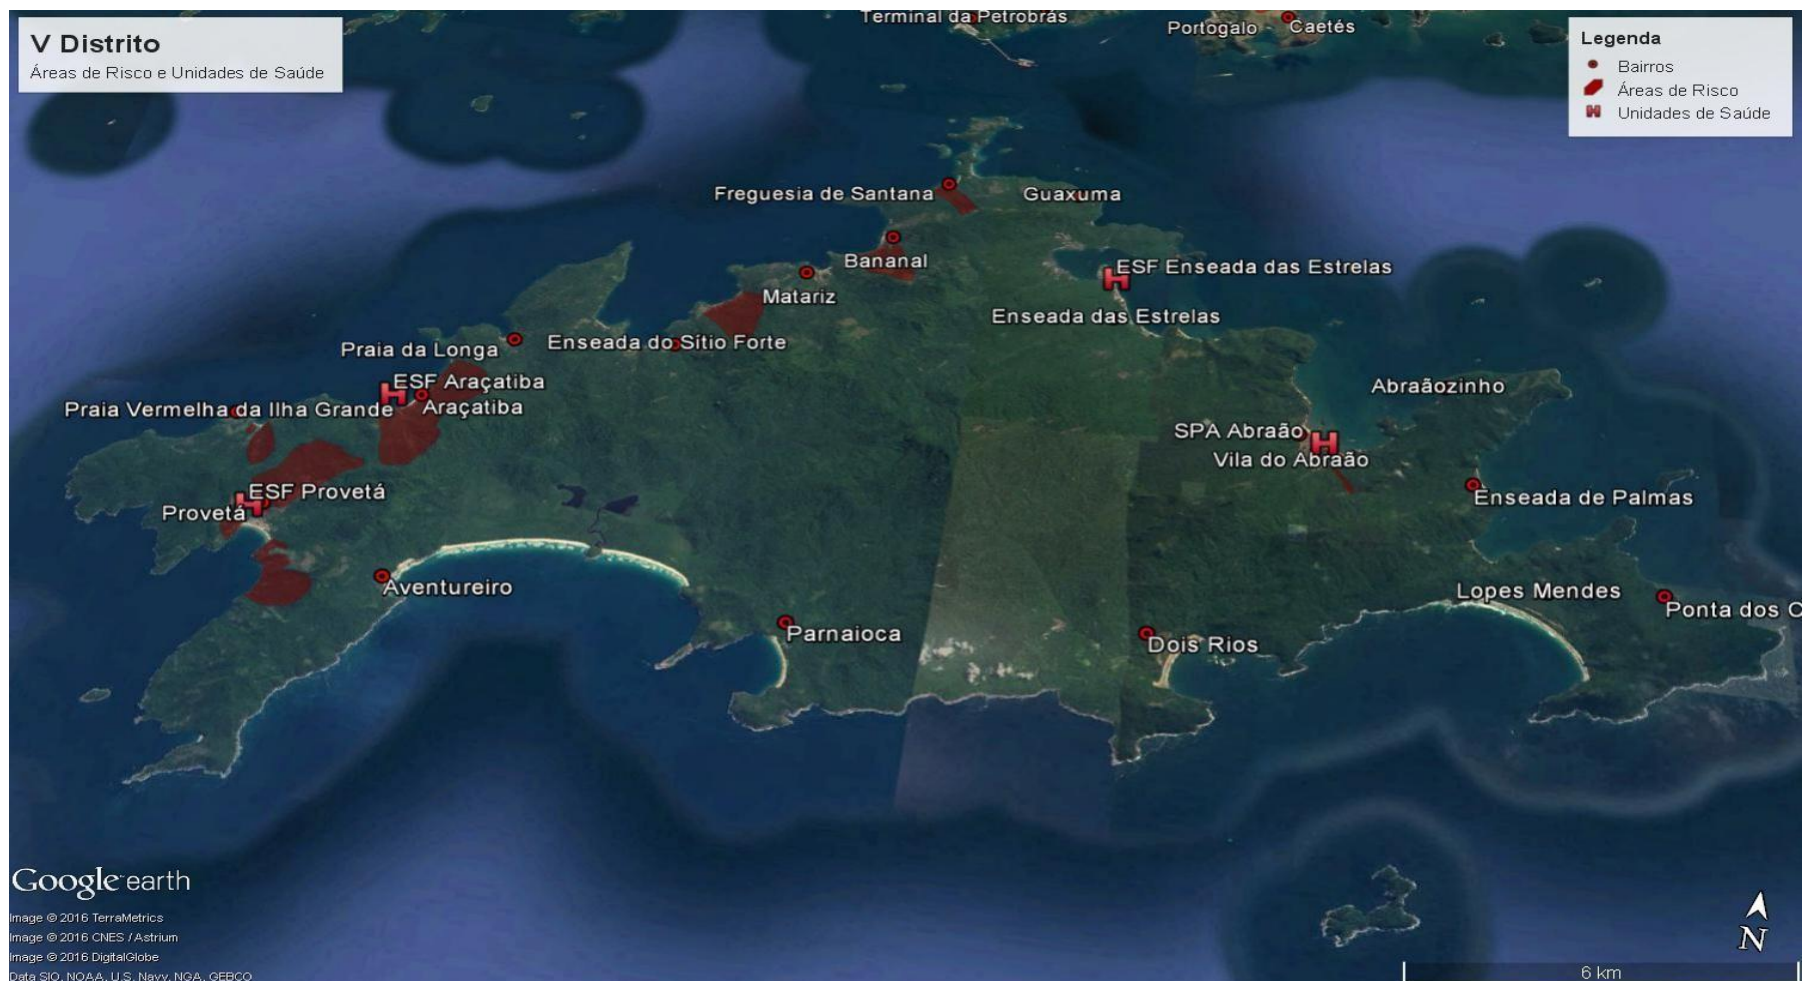 V Distrito
Áreas de Risco e Unidades de Saúde
Terminal da Petrobrás
Portogalo
Caetés
Legenda
Bairros
Áreas de Risco
Unidades de Saúde
Freguesia de Santana
Guaxuma
Bananal
ESF Enseada das Estrelas
Matariz
Enseada das Estrelas
Praia da Longa
Enseada do Sítio Forte
ESF Araçatiba
Abraãozinho
Praia Vermelha da Ilha Grande
Araçatiba
SPA Abraão
Vila do Abraão
ESF Provetá
Enseada de Palmas
Provetá
Aventureiro
Lopes Mendes
Ponta dos C
Parnaioca
Dois Rios
Google earth
Image © 2016 TerraMetrics
Image © 2016 CNES / Astrium
Image © 2016 DigitalGlobe
Data SIO, NOAA, U.S. Navy, NGA, GEBCO
N
6 km